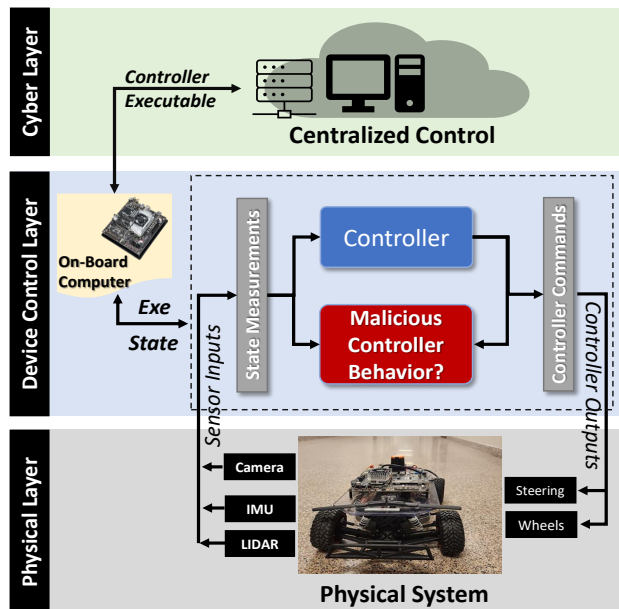 Cyber Layer
Controller
Executable
Centralized Control
Device Control Layer
On-Board
Computer
Exe
State
Sensor Inputs
State Measurements
Controller
Malicious
Controller
Behavior?
Controller Commands
Controller Outputs
Physical Layer
Camera
IMU
LIDAR
Steering
Wheels
Physical System